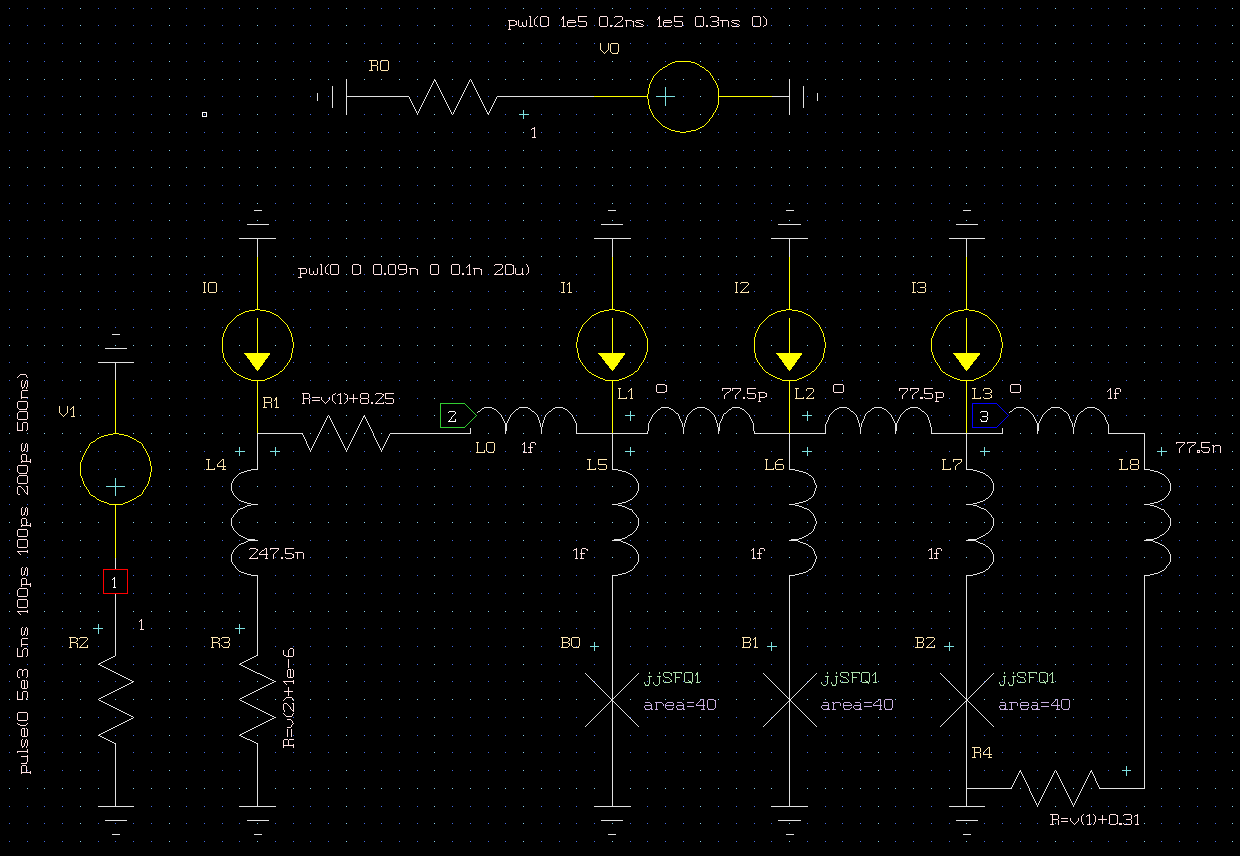 pwl(0 1e5 0.2ns 1e5 0.3ns 0)
V0
R0
1
pwl(0 0 0.09n 0 0.1n 20u)
I0
I1
I2
I3
L1
0
77.5p
L2
0
77.5p
L3
0
1f
R1
R=v(1)+8.25
2
3
V1
L4
L0
1f
L5
L6
L7
L8
77.5n
247.5n
1f
1f
1f
1
pulse(0 5e3 5ns 100ps 100ps 200ps 500ns)
1
R2
R3
R=v(2)+1e-6
B0
B1
B2
jjSFQ1
area=40
jjSFQ1
area=40
jjSFQ1
area=40
R4
R=v(1)+0.31